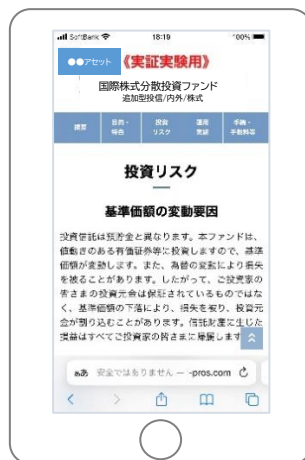 SoftBank 18:19 100%
●●アセット 《実証実験用》
国際株式分散投資ファンド
追加型投信/内外/株式
概要 目的・特色 投資リスク 運用実績 手続・手数料等
投資リスク
基準価額の変動要因
投資信託は預貯金と異なります。本ファンドは、
値動きのある有価証券等に投資しますので、基準
価額が変動します。また、為替の変動により損失
を被ることがあります。したがって、ご投資家の
皆さまの投資元金は保証されているものではな
く、基準価額の下落により、損失を被り、投資元
金が割り込むことがあります。信託財産に生じた
損益はすべてご投資家の皆さまに帰属します
ああ 安全ではありません — -pros.com